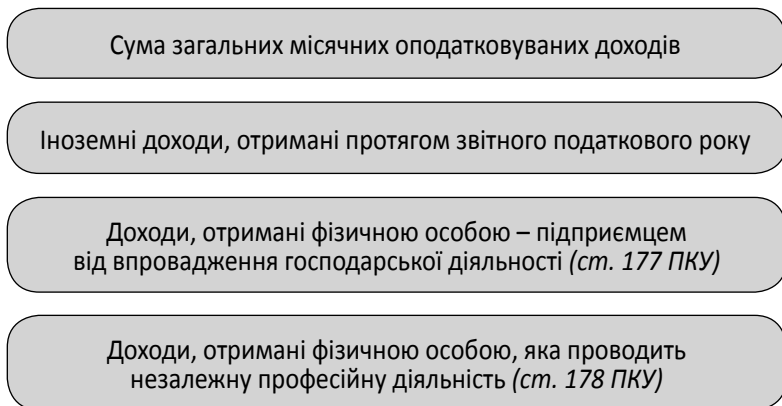 Сума загальних місячних оподатковуваних доходів
Іноземні доходи, отримані протягом звітного податкового року
Доходи, отримані фізичною особою – підприємцем
від впровадження господарської діяльності (ст. 177 ПКУ)
Доходи, отримані фізичною особою, яка проводить
незалежну професійну діяльність (ст. 178 ПКУ)